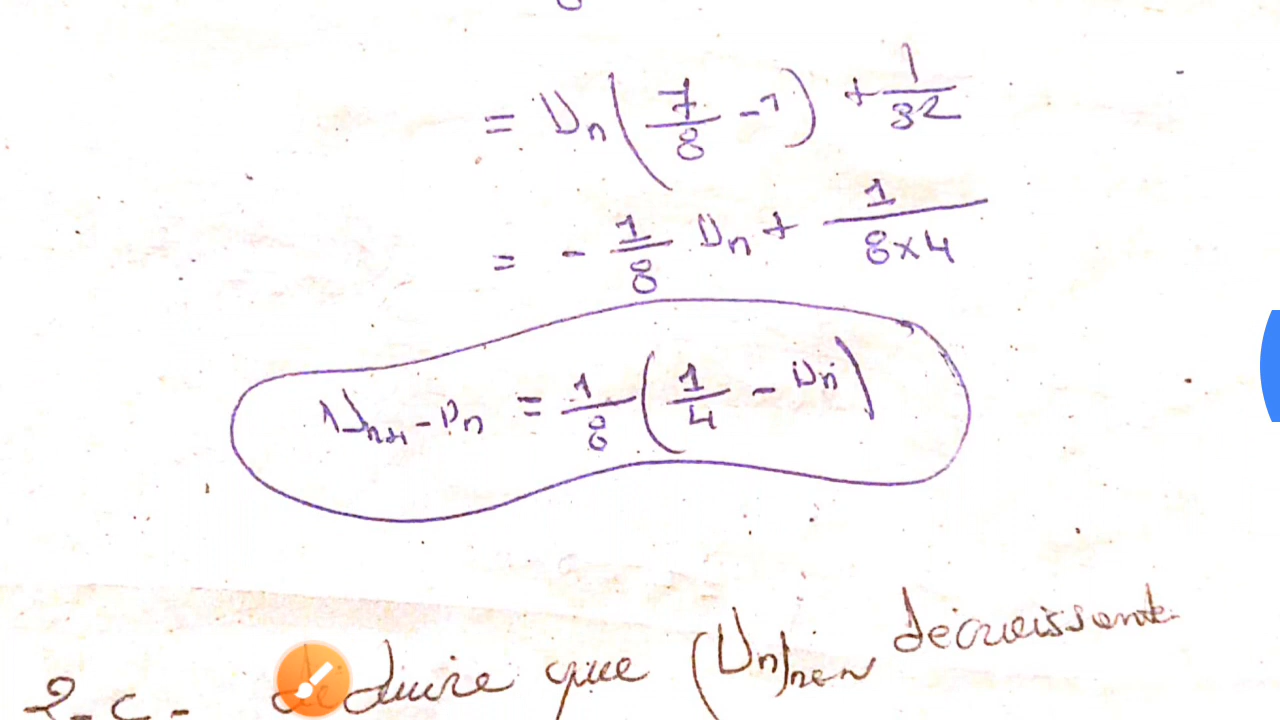 = Un(7/8 - 1) + 1/32
= - 1/8 Un + 1/(8×4)
Un+1 - Un = 1/8 (1/4 - Un)
2-c- déduire que (Un)n∈N décroissante